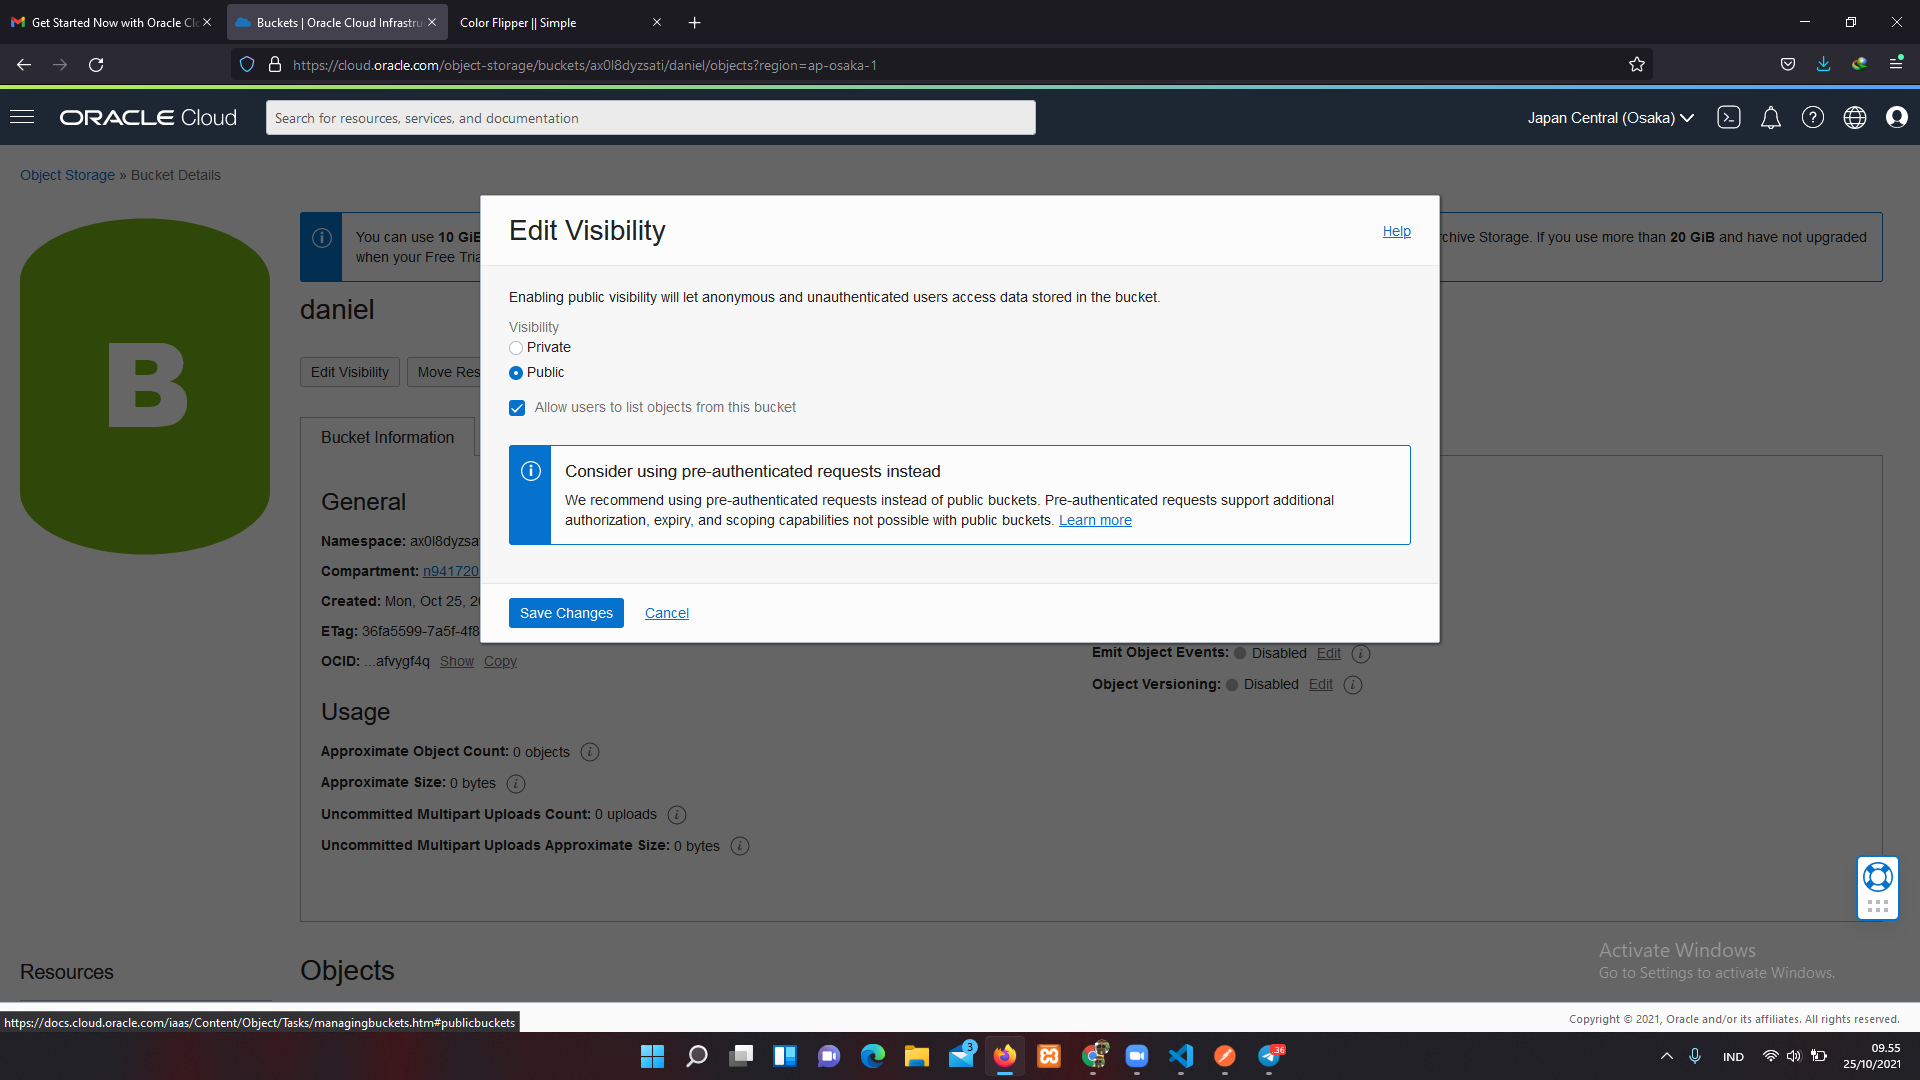 Get Started Now with Oracle Cl
Buckets | Oracle Cloud Infrastru
Color Flipper || Simple
https://cloud.oracle.com/object-storage/buckets/ax0l8dyzsati/daniel/objects?region=ap-osaka-1
ORACLE Cloud
Search for resources, services, and documentation
Japan Central (Osaka)
Object Storage » Bucket Details
B
You can use 10 GiB
chive Storage. If you use more than 20 GiB and have not upgraded
when your Free Tria
daniel
Edit Visibility
Move Res
Edit Visibility
Help
Enabling public visibility will let anonymous and unauthenticated users access data stored in the bucket.
Visibility
Private
Public
Allow users to list objects from this bucket
Consider using pre-authenticated requests instead
We recommend using pre-authenticated requests instead of public buckets. Pre-authenticated requests support additional
authorization, expiry, and scoping capabilities not possible with public buckets. Learn more
Save Changes
Cancel
Bucket Information
General
Namespace: ax0l8dyzsa
Compartment: n941720
Created: Mon, Oct 25, 20
ETag: 36fa5599-7a5f-4f8
OCID: ...afvygf4q Show Copy
Usage
Approximate Object Count: 0 objects
Approximate Size: 0 bytes
Uncommitted Multipart Uploads Count: 0 uploads
Uncommitted Multipart Uploads Approximate Size: 0 bytes
Emit Object Events: Disabled Edit
Object Versioning: Disabled Edit
Resources
Objects
Activate Windows
Go to Settings to activate Windows.
https://docs.cloud.oracle.com/iaas/Content/Object/Tasks/managingbuckets.htm#publicbuckets
Copyright © 2021, Oracle and/or its affiliates. All rights reserved.
3
36
IND
09.55
25/10/2021